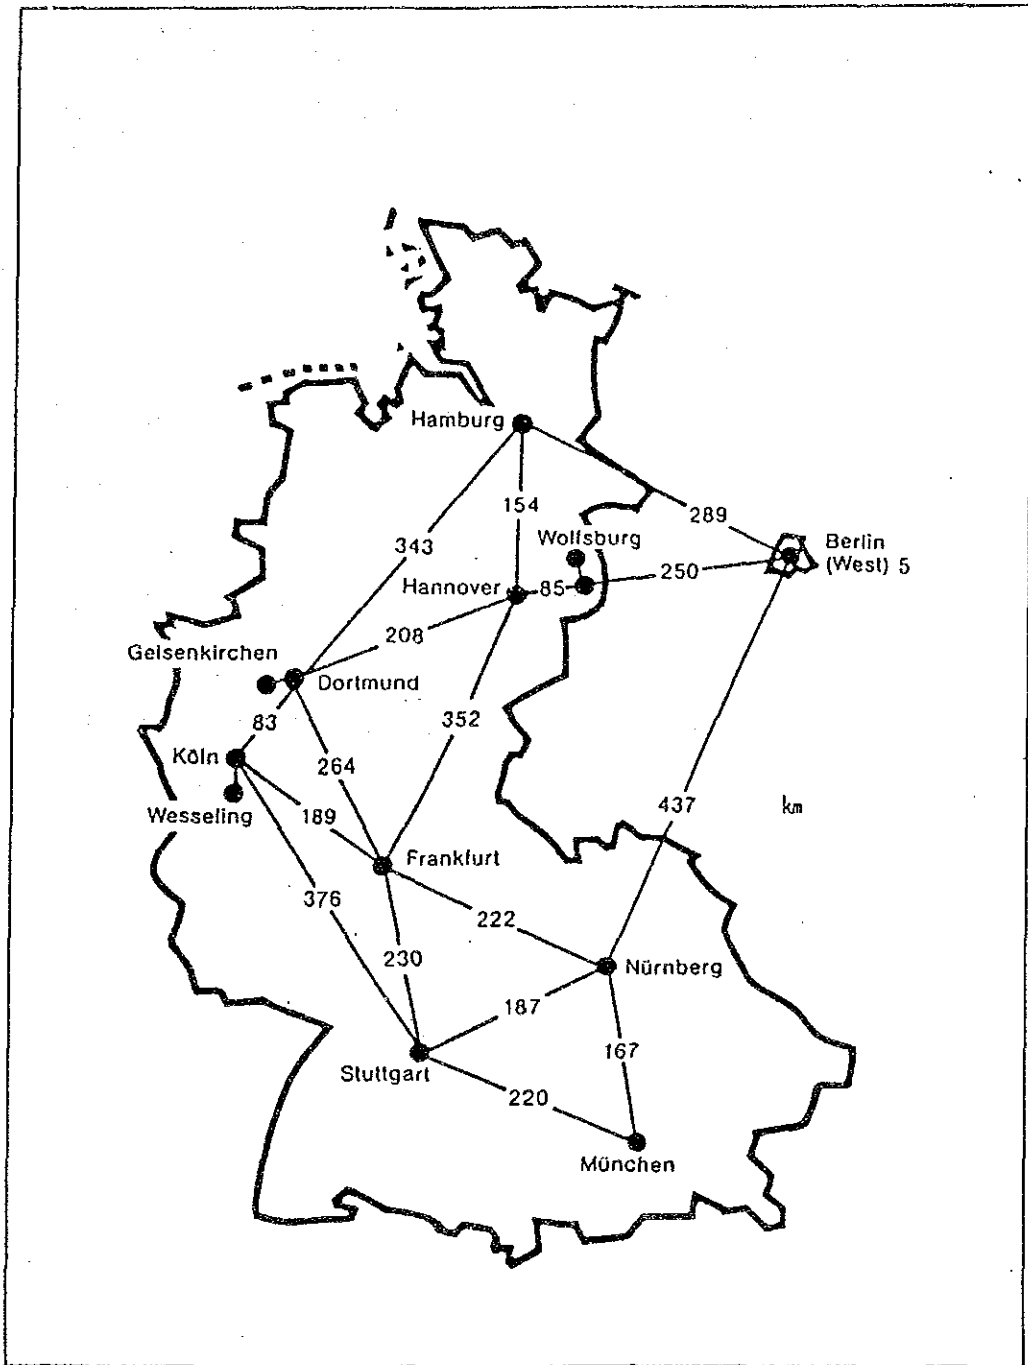 Hamburg
154
289
Wolfsburg
Berlin
(West) 5
343
Hannover
85
250
208
Gelsenkirchen
Dortmund
83
352
Köln
264
437
km
Wesseling
189
Frankfurt
376
222
230
Nürnberg
187
167
Stuttgart
220
München